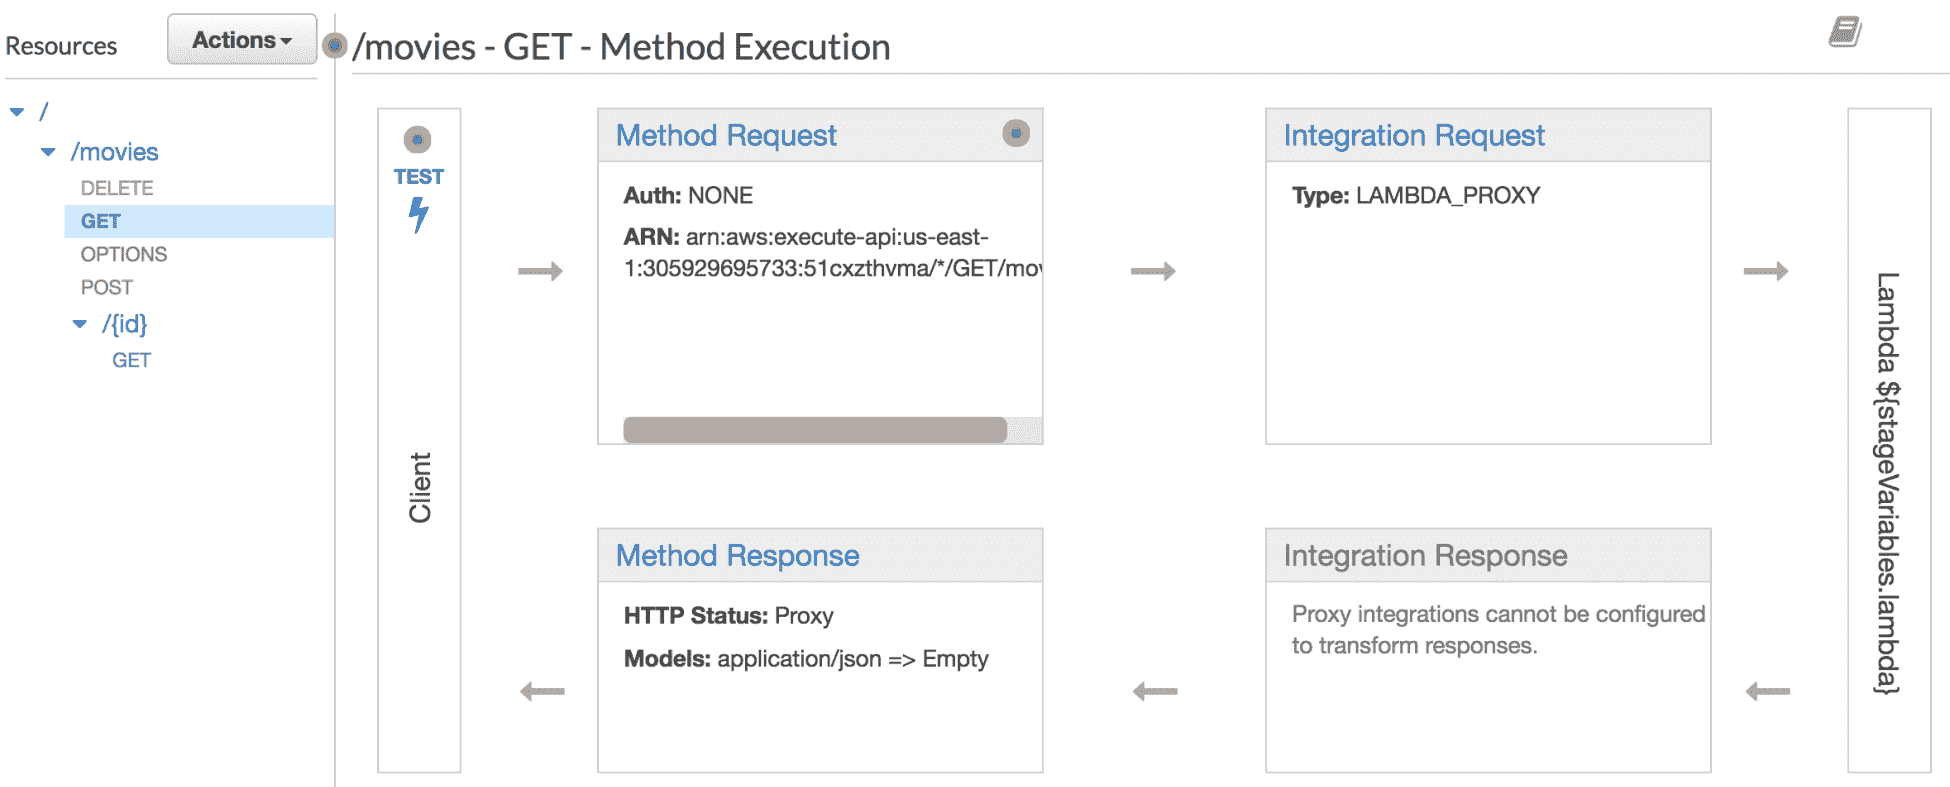 Resources
Actions
/movies - GET - Method Execution
/
/movies
DELETE
GET
OPTIONS
POST
/{id}
GET
TEST
Client
Method Request
Auth: NONE
ARN: arn:aws:execute-api:us-east-
1:305929695733:51cxzthvma/*/GET/mov
Integration Request
Type: LAMBDA_PROXY
Lambda ${stageVariables.lambda}
Method Response
HTTP Status: Proxy
Models: application/json => Empty
Integration Response
Proxy integrations cannot be configured
to transform responses.